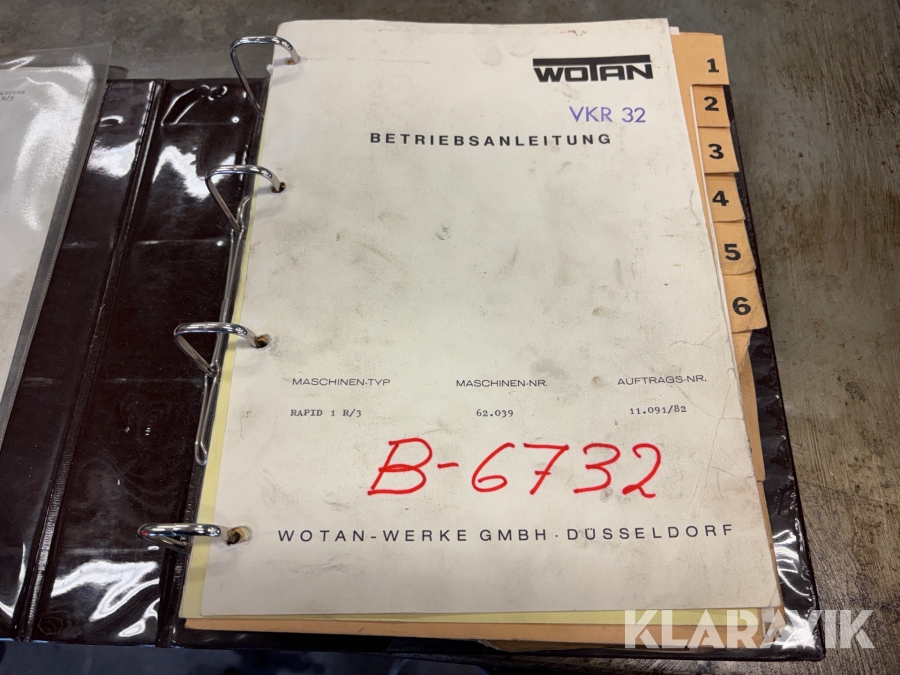 WOTAN
VKR 32
BETRIEBSANLEITUNG
MASCHINEN-TYP MASCHINEN-NR. AUFTRAGS-NR.
RAPID 1 R/3 62.039 11.091/82
B-6732
WOTAN-WERKE GMBH · DÜSSELDORF
1
2
3
4
5
6
R/3
KLARAVIK